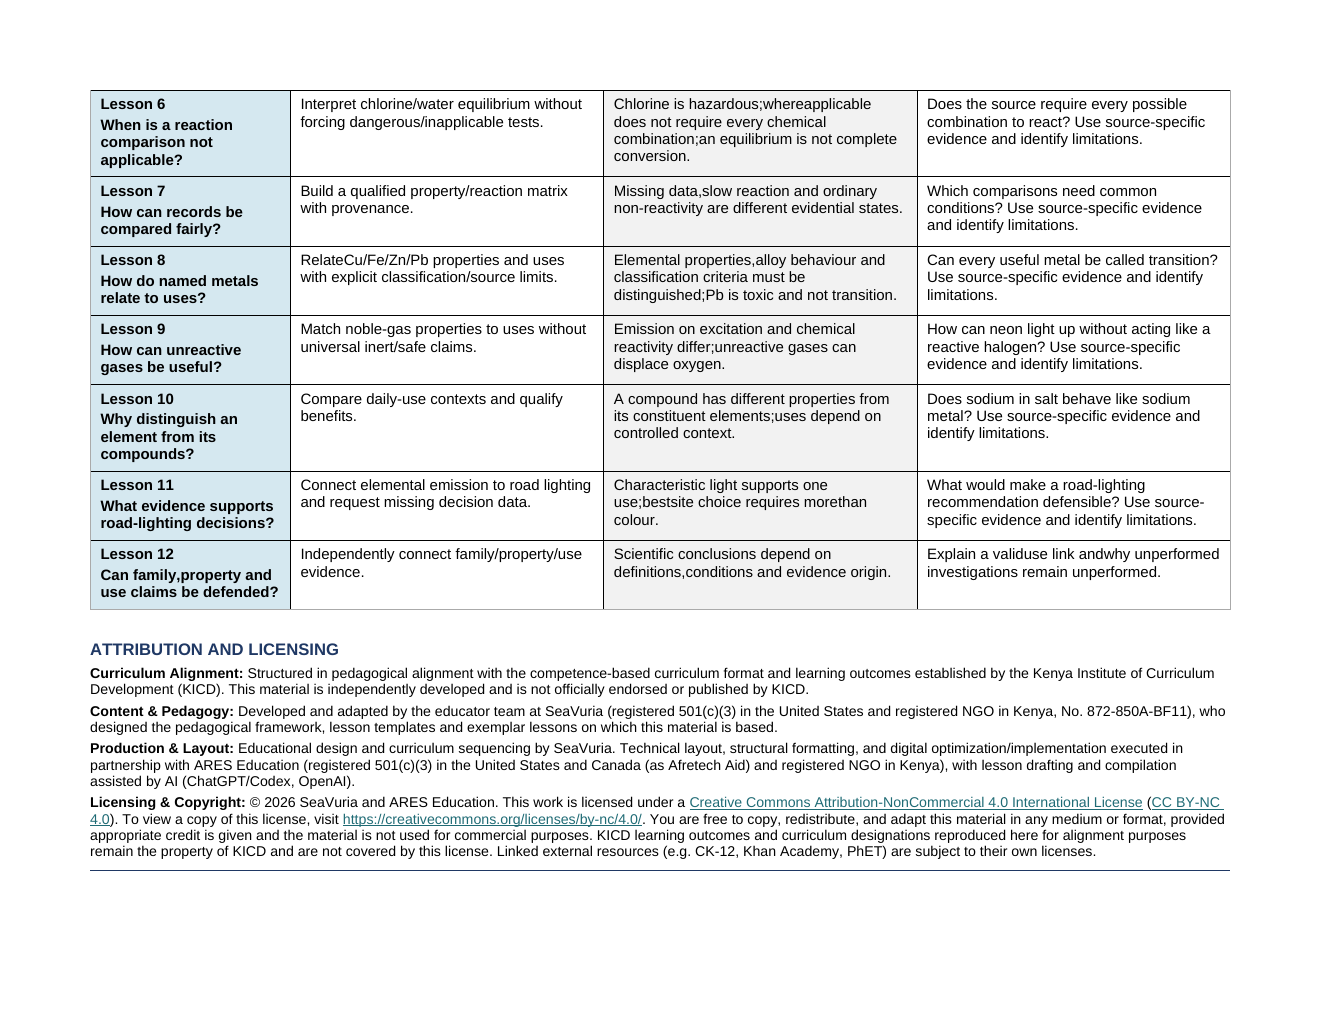 Lesson 6
When is a reaction
comparison not
applicable?
Interpret chlorine/water equilibrium without
forcing dangerous/inapplicable tests.
Chlorine is hazardous;whereapplicable
does not require every chemical
combination;an equilibrium is not complete
conversion.
Does the source require every possible
combination to react? Use source-specific
evidence and identify limitations.
Lesson 7
How can records be
compared fairly?
Build a qualified property/reaction matrix
with provenance.
Missing data,slow reaction and ordinary
non-reactivity are different evidential states.
Which comparisons need common
conditions? Use source-specific evidence
and identify limitations.
Lesson 8
How do named metals
relate to uses?
RelateCu/Fe/Zn/Pb properties and uses
with explicit classification/source limits.
Elemental properties,alloy behaviour and
classification criteria must be
distinguished;Pb is toxic and not transition.
Can every useful metal be called transition?
Use source-specific evidence and identify
limitations.
Lesson 9
How can unreactive
gases be useful?
Match noble-gas properties to uses without
universal inert/safe claims.
Emission on excitation and chemical
reactivity differ;unreactive gases can
displace oxygen.
How can neon light up without acting like a
reactive halogen? Use source-specific
evidence and identify limitations.
Lesson 10
Why distinguish an
element from its
compounds?
Compare daily-use contexts and qualify
benefits.
A compound has different properties from
its constituent elements;uses depend on
controlled context.
Does sodium in salt behave like sodium
metal? Use source-specific evidence and
identify limitations.
Lesson 11
What evidence supports
road-lighting decisions?
Connect elemental emission to road lighting
and request missing decision data.
Characteristic light supports one
use;bestsite choice requires morethan
colour.
What would make a road-lighting
recommendation defensible? Use source-
specific evidence and identify limitations.
Lesson 12
Can family,property and
use claims be defended?
Independently connect family/property/use
evidence.
Scientific conclusions depend on
definitions,conditions and evidence origin.
Explain a validuse link andwhy unperformed
investigations remain unperformed.
ATTRIBUTION AND LICENSING
Curriculum Alignment: Structured in pedagogical alignment with the competence-based curriculum format and learning outcomes established by the Kenya Institute of Curriculum
Development (KICD). This material is independently developed and is not officially endorsed or published by KICD.
Content & Pedagogy: Developed and adapted by the educator team at SeaVuria (registered 501(c)(3) in the United States and registered NGO in Kenya, No. 872-850A-BF11), who
designed the pedagogical framework, lesson templates and exemplar lessons on which this material is based.
Production & Layout: Educational design and curriculum sequencing by SeaVuria. Technical layout, structural formatting, and digital optimization/implementation executed in
partnership with ARES Education (registered 501(c)(3) in the United States and Canada (as Afretech Aid) and registered NGO in Kenya), with lesson drafting and compilation
assisted by AI (ChatGPT/Codex, OpenAI).
Licensing & Copyright: © 2026 SeaVuria and ARES Education. This work is licensed under a Creative Commons Attribution-NonCommercial 4.0 International License (CC BY-NC
4.0). To view a copy of this license, visit https://creativecommons.org/licenses/by-nc/4.0/. You are free to copy, redistribute, and adapt this material in any medium or format, provided
appropriate credit is given and the material is not used for commercial purposes. KICD learning outcomes and curriculum designations reproduced here for alignment purposes
remain the property of KICD and are not covered by this license. Linked external resources (e.g. CK-12, Khan Academy, PhET) are subject to their own licenses.